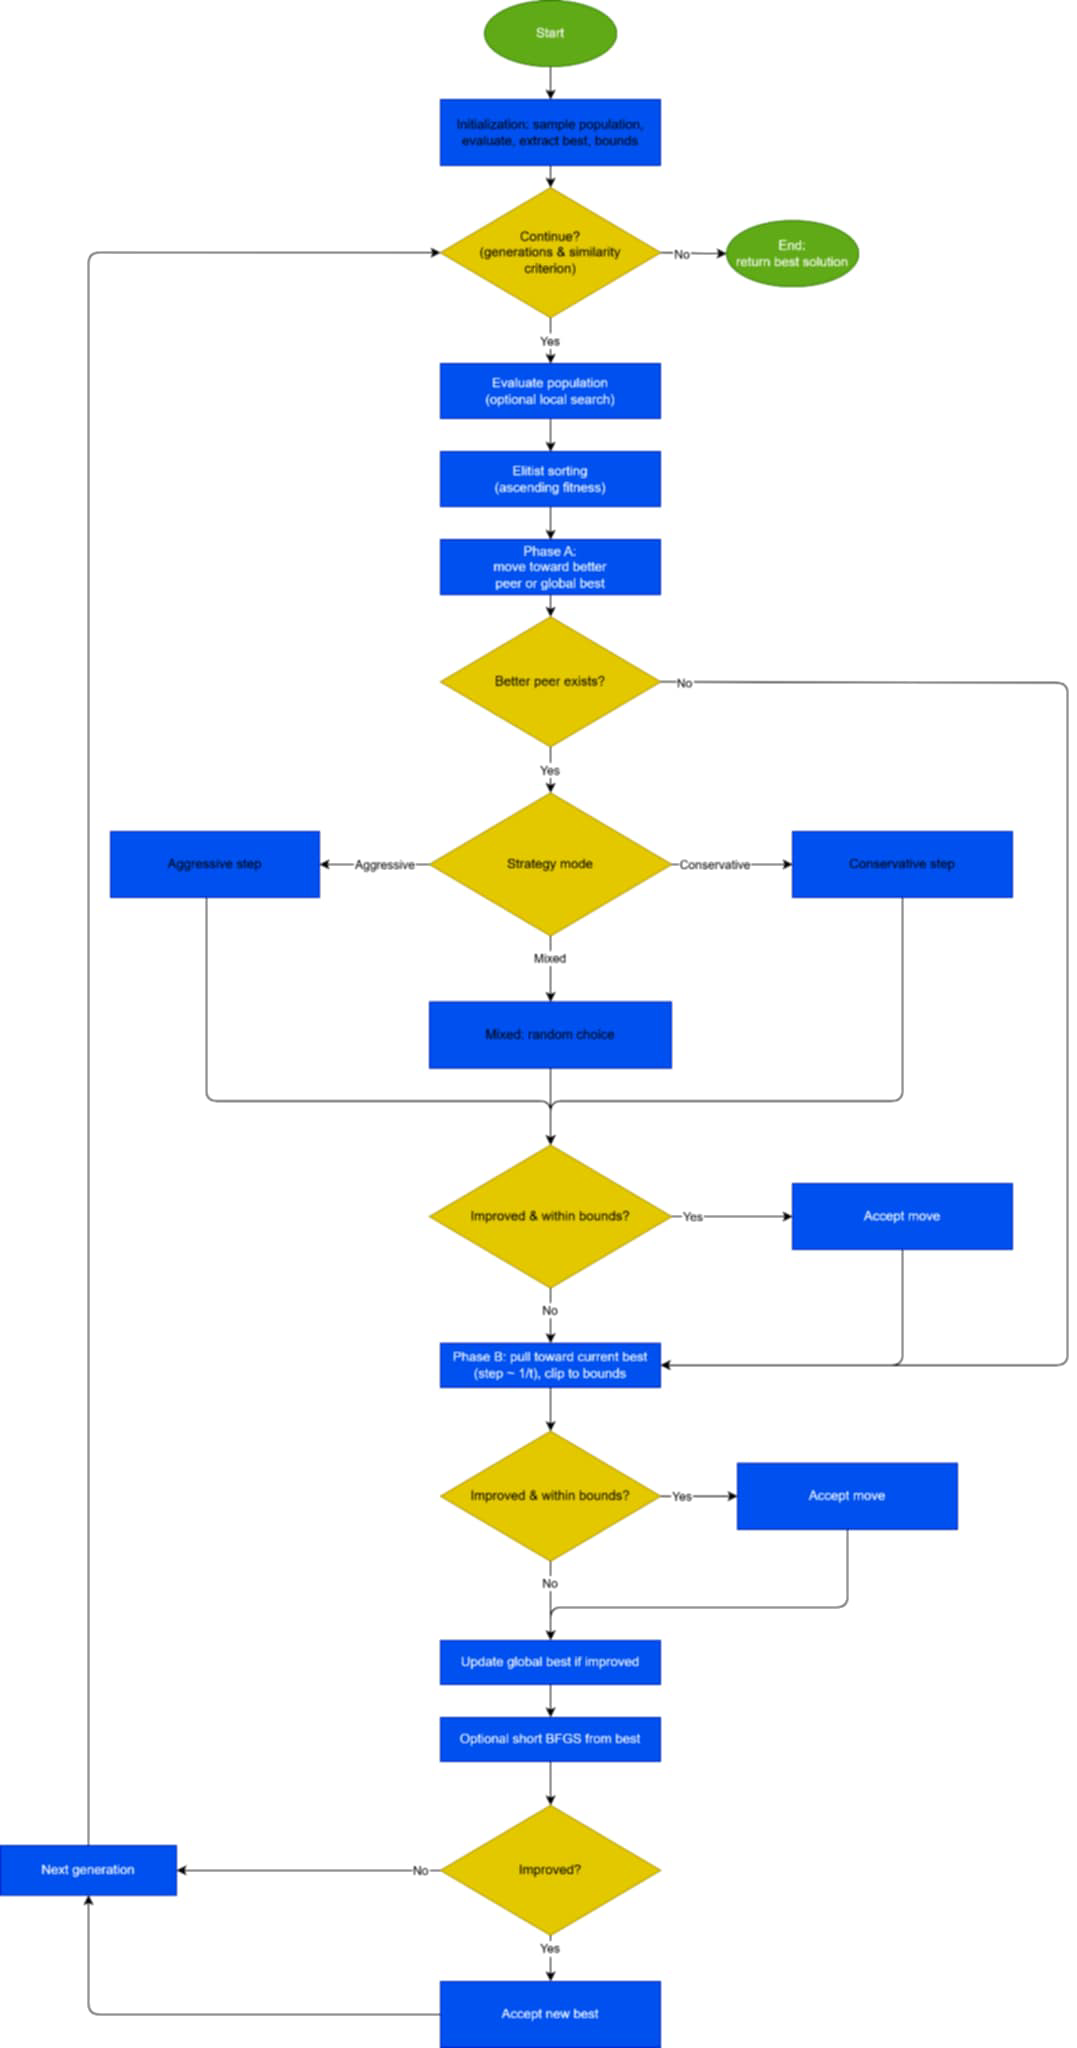 Start
Initialization: sample population,
evaluate, extract best, bounds
Continue?
(generations & similarity
criterion)
No
End:
return best solution
Yes
Evaluate population
(optional local search)
Elitist sorting
(ascending fitness)
Phase A:
move toward better
peer or global best
Better peer exists?
No
Yes
Aggressive step
Aggressive
Strategy mode
Conservative
Conservative step
Mixed
Mixed: random choice
Improved & within bounds?
Yes
Accept move
No
Phase B: pull toward current best
(step ~ 1/t), clip to bounds
Improved & within bounds?
Yes
Accept move
No
Update global best if improved
Optional short BFGS from best
Next generation
No
Improved?
Yes
Accept new best